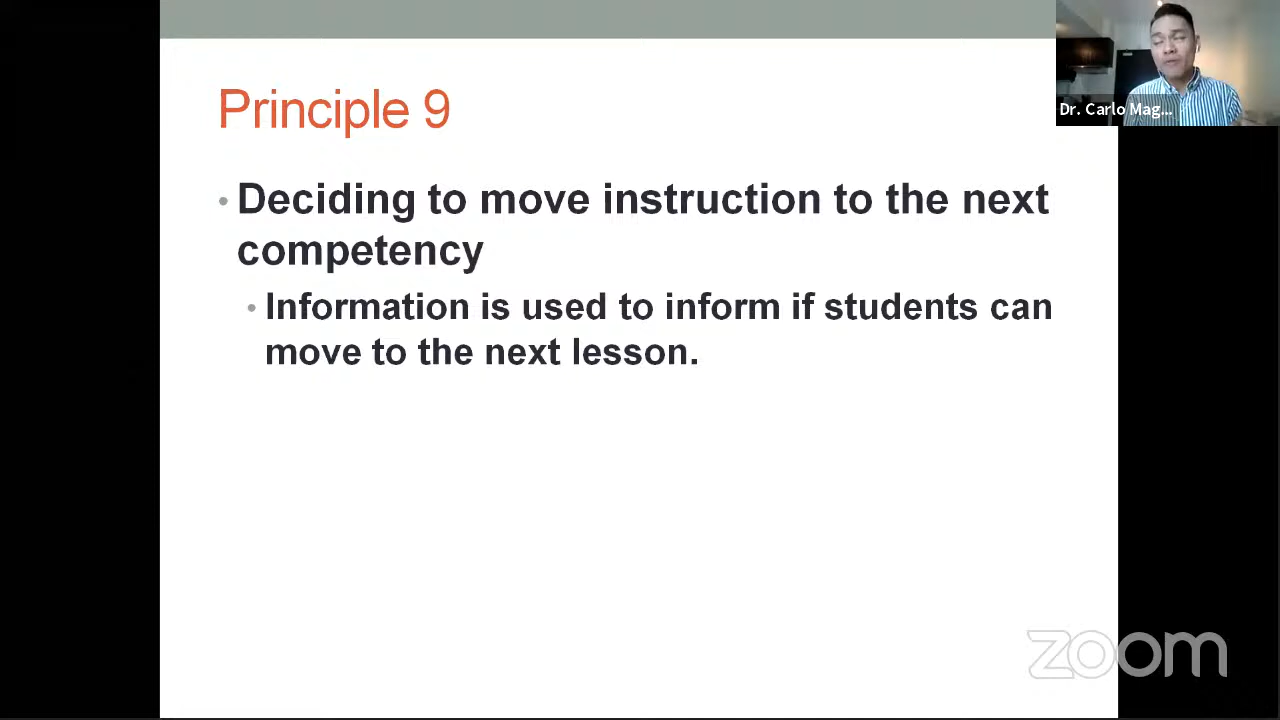 Principle 9
• Deciding to move instruction to the next
competency
• Information is used to inform if students can
move to the next lesson.
Dr. Carlo Mag...
zoom